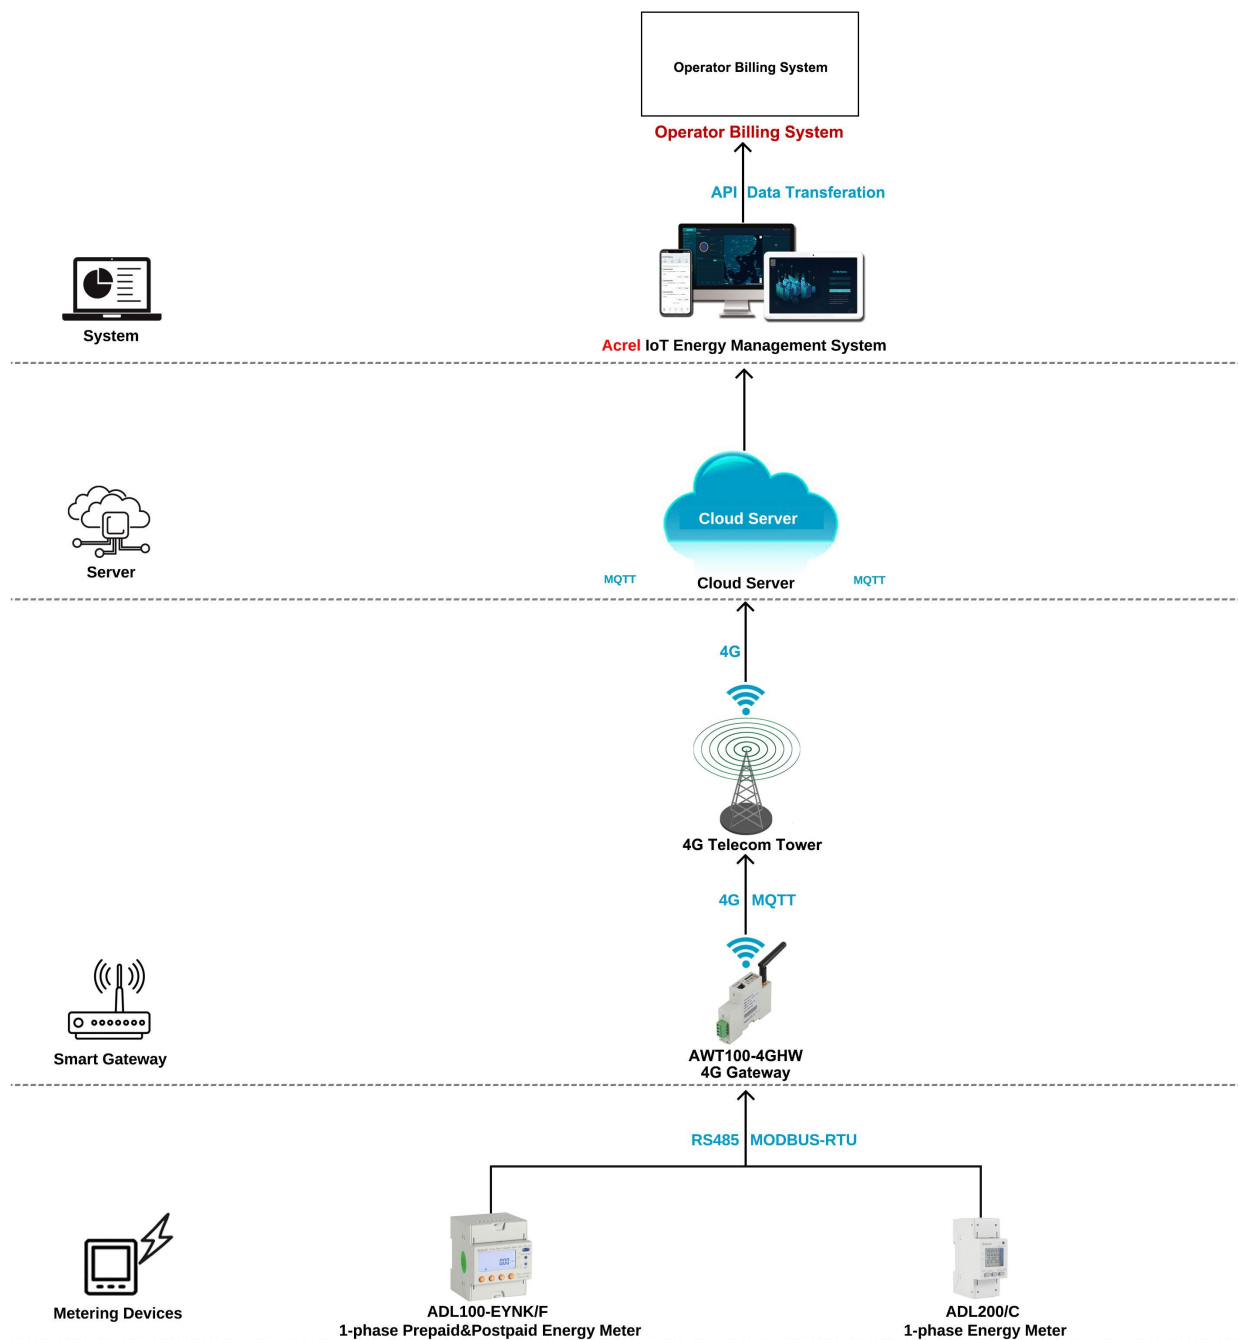 Operator Billing System
Operator Billing System
API Data Transferation
System
Acrel IoT Energy Management System
Cloud Server
Server
MQTT
Cloud Server
MQTT
4G
4G Telecom Tower
4G MQTT
Smart Gateway
AWT100-4GHW
4G Gateway
RS485 MODBUS-RTU
Metering Devices
ADL100-EYNK/F
1-phase Prepaid&Postpaid Energy Meter
ADL200/C
1-phase Energy Meter